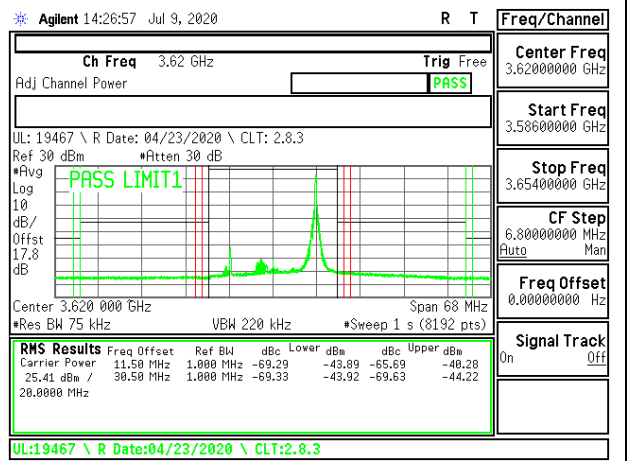 Agilent 14:26:57 Jul 9, 2020 R T
Freq/Channel
Ch Freq 3.62 GHz Trig Free
Adj Channel Power PASS
UL: 19467 \ R Date: 04/23/2020 \ CLT: 2.8.3
Ref 30 dBm #Atten 30 dB
#Avg
Log
10
dB/
Offst
17.8
dB
PASS LIMIT1
Center 3.620 000 GHz Span 68 MHz
#Res BW 75 kHz VBW 220 kHz #Sweep 1 s (8192 pts)
RMS Results Freq Offset Ref BW dBc Lower dBm dBc Upper dBm
Carrier Power 11.50 MHz 1.000 MHz -69.29 -43.89 -65.69 -40.28
25.41 dBm / 30.50 MHz 1.000 MHz -69.33 -43.92 -69.63 -44.22
20.0000 MHz
UL:19467 \ R Date:04/23/2020 \ CLT:2.8.3
Center Freq
3.62000000 GHz
Start Freq
3.58600000 GHz
Stop Freq
3.65400000 GHz
CF Step
6.80000000 MHz
Auto Man
Freq Offset
0.00000000 Hz
Signal Track
On Off